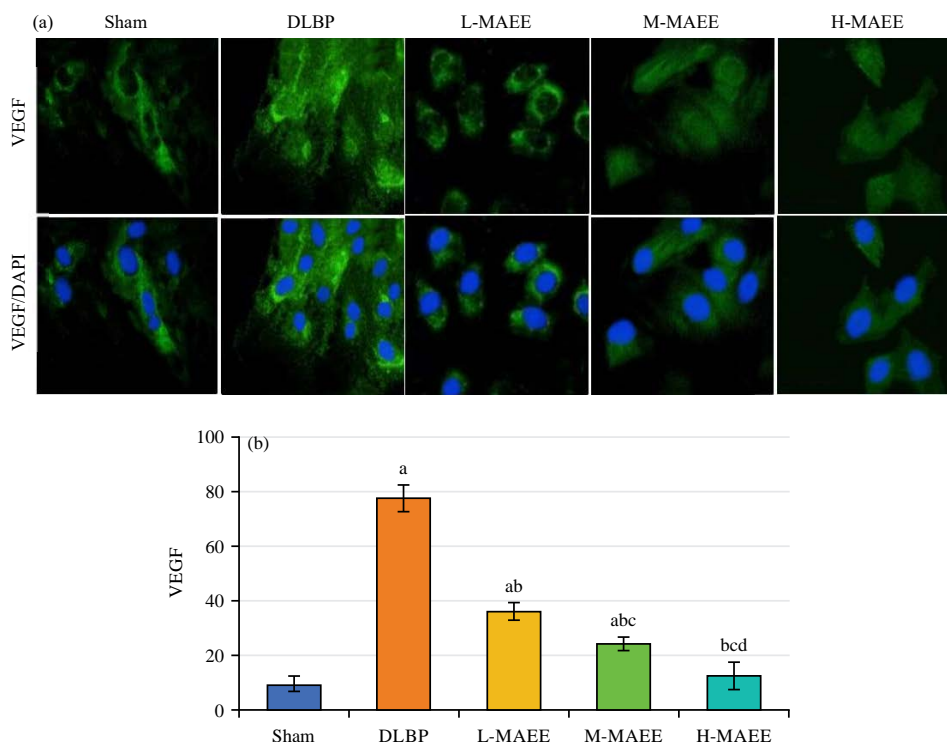 (a)
Sham
DLBP
L-MAEE
M-MAEE
H-MAEE
VEGF
VEGF/DAPI
(b)
100
80
60
40
20
0
VEGF
a
ab
abc
bcd
Sham
DLBP
L-MAEE
M-MAEE
H-MAEE